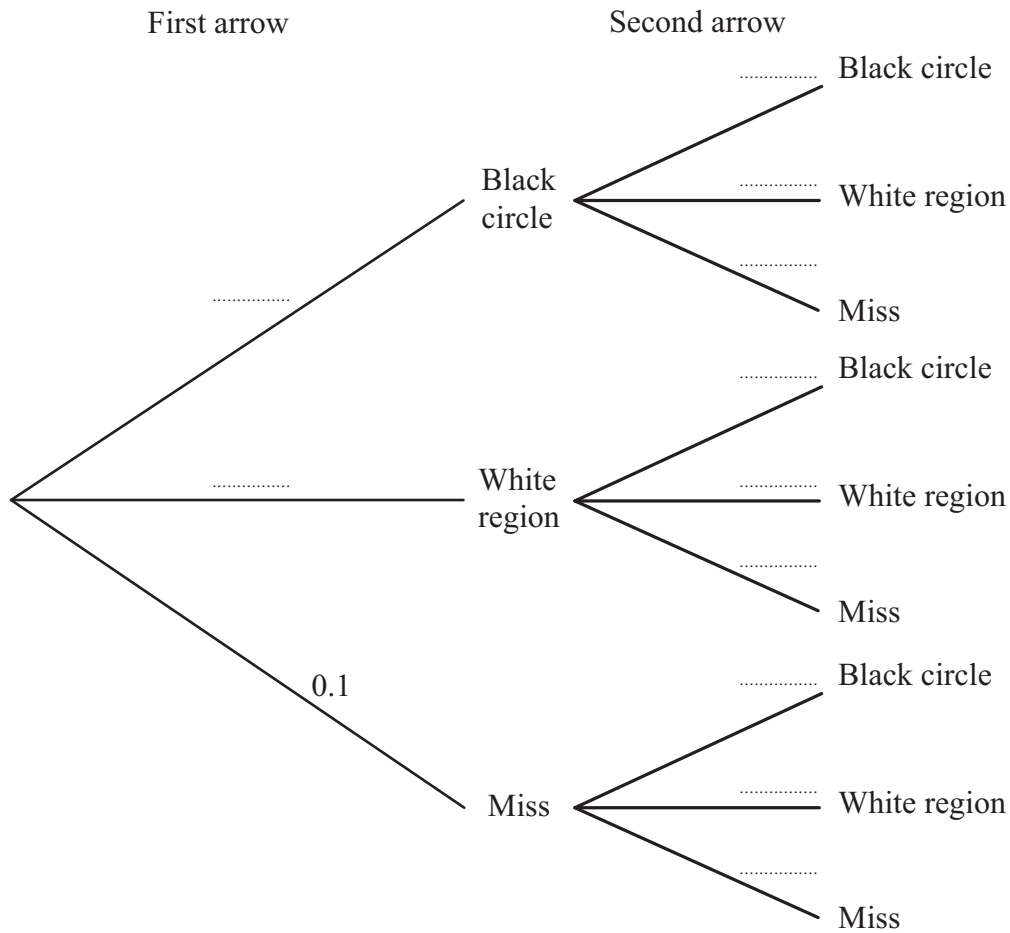 First arrow
Second arrow
Black circle
White region
Miss
Black
circle
Black circle
White region
Miss
White
region
Black circle
White region
Miss
0.1
Miss